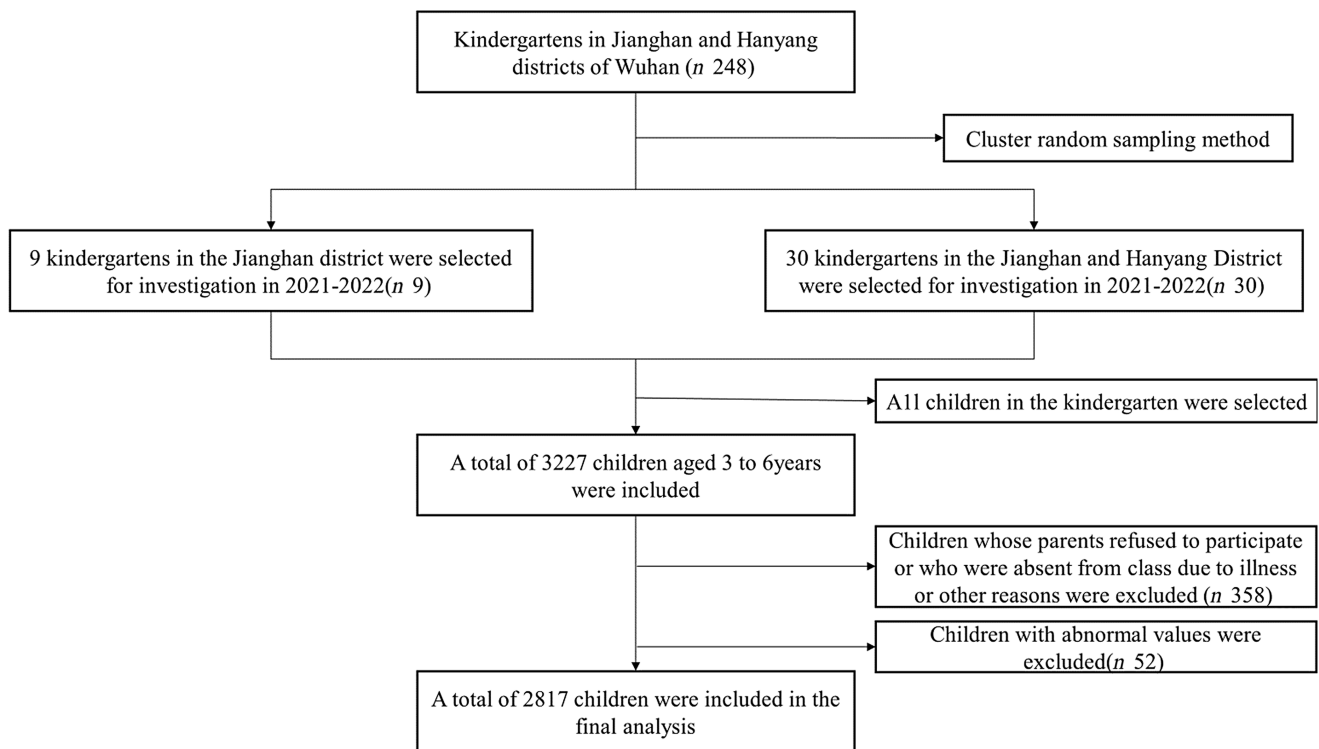 Kindergartens in Jianghan and Hanyang
districts of Wuhan (n 248)
Cluster random sampling method
9 kindergartens in the Jianghan district were selected
for investigation in 2021-2022(n 9)
30 kindergartens in the Jianghan and Hanyang District
were selected for investigation in 2021-2022(n 30)
All children in the kindergarten were selected
A total of 3227 children aged 3 to 6years
were included
Children whose parents refused to participate
or who were absent from class due to illness
or other reasons were excluded (n 358)
Children with abnormal values were
excluded(n 52)
A total of 2817 children were included in the
final analysis